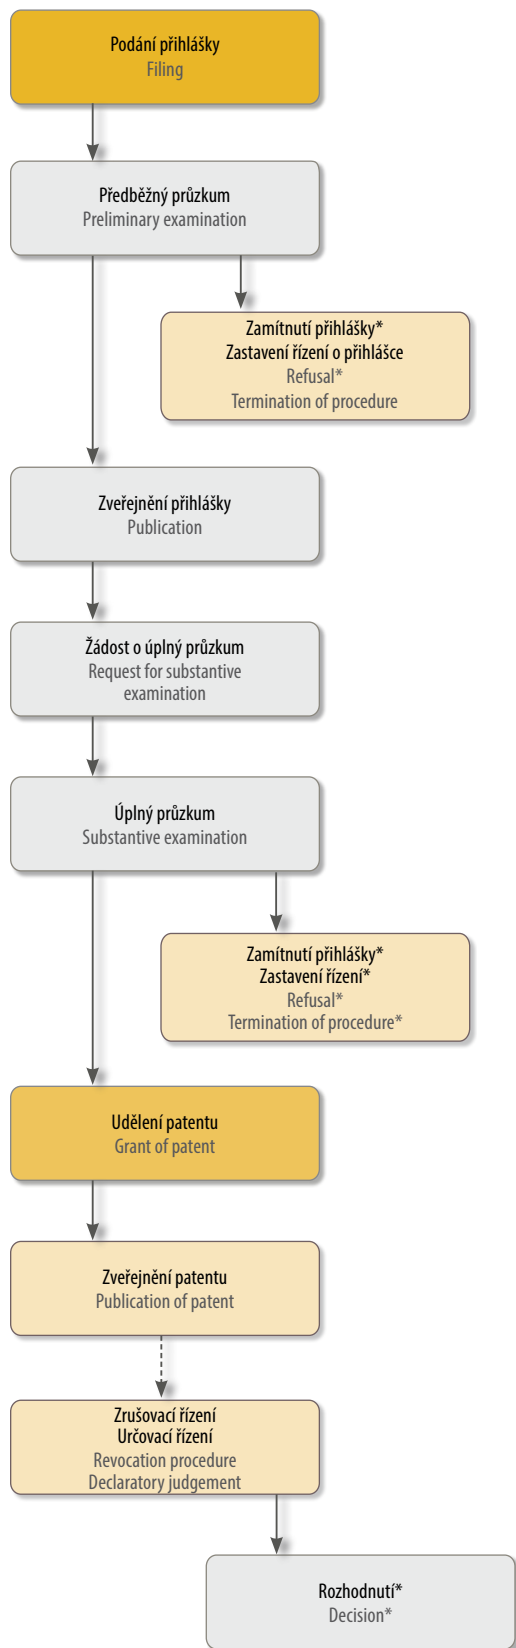 Podání přihlášky
Filing
Předběžný průzkum
Preliminary examination
Zamítnutí přihlášky*
Zastavení řízení o přihlášce
Refusal*
Termination of procedure
Zveřejnění přihlášky
Publication
Žádost o úplný průzkum
Request for substantive
examination
Úplný průzkum
Substantive examination
Zamítnutí přihlášky*
Zastavení řízení*
Refusal*
Termination of procedure*
Udělení patentu
Grant of patent
Zveřejnění patentu
Publication of patent
Zrušovací řízení
Určovací řízení
Revocation procedure
Declaratory judgement
Rozhodnutí*
Decision*